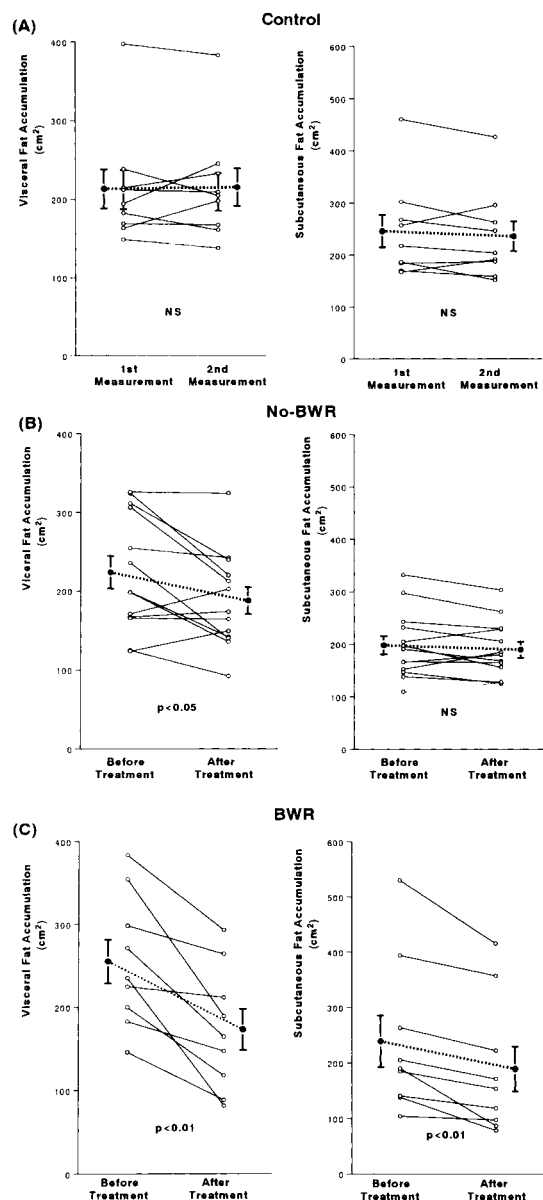 (A)
Control
Visceral Fat Accumulation
(cm2)
400
300
200
100
0
NS
1st
Measurement
2nd
Measurement
Subcutaneous Fat Accumulation
(cm2)
600
500
400
300
200
100
0
1st
Measurement
2nd
Measurement
(B)
No-BWR
Viceral Fat Accumulation
(cm2)
400
300
200
100
0
p<0.05
Before
Treatment
After
Treatment
Subcutaneous Fat Accumulation
(cm2)
600
500
400
300
200
100
0
NS
Before
Treatment
After
Treatment
(C)
BWR
Visceral Fat Accumulation
(cm2)
400
300
200
100
0
p<0.01
Before
Treatment
After
Treatment
Subcutaneous Fat Accumulation
(cm2)
600
500
400
300
200
100
0
p<0.01
Before
Treatment
After
Treatment